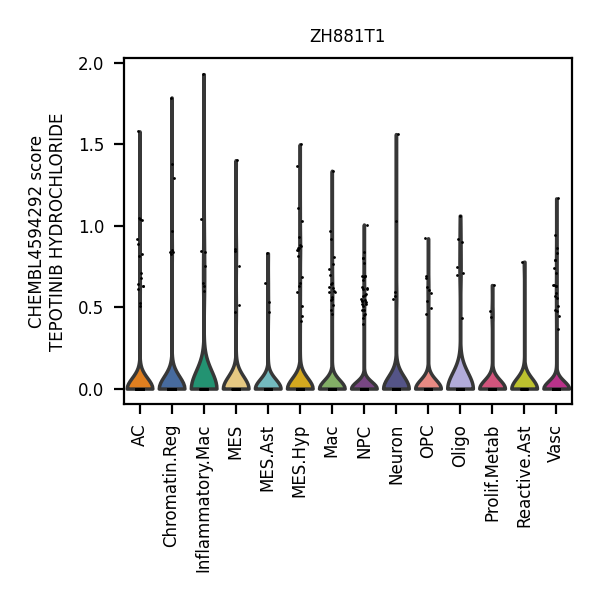 ZH881T1
CHEMBL4594292 score
TEPOTINIB HYDROCHLORIDE
2.0
1.5
1.0
0.5
0.0
AC
Chromatin.Reg
Inflammatory.Mac
MES
MES.Ast
MES.Hyp
Mac
NPC
Neuron
OPC
Oligo
Prolif.Metab
Reactive.Ast
Vasc